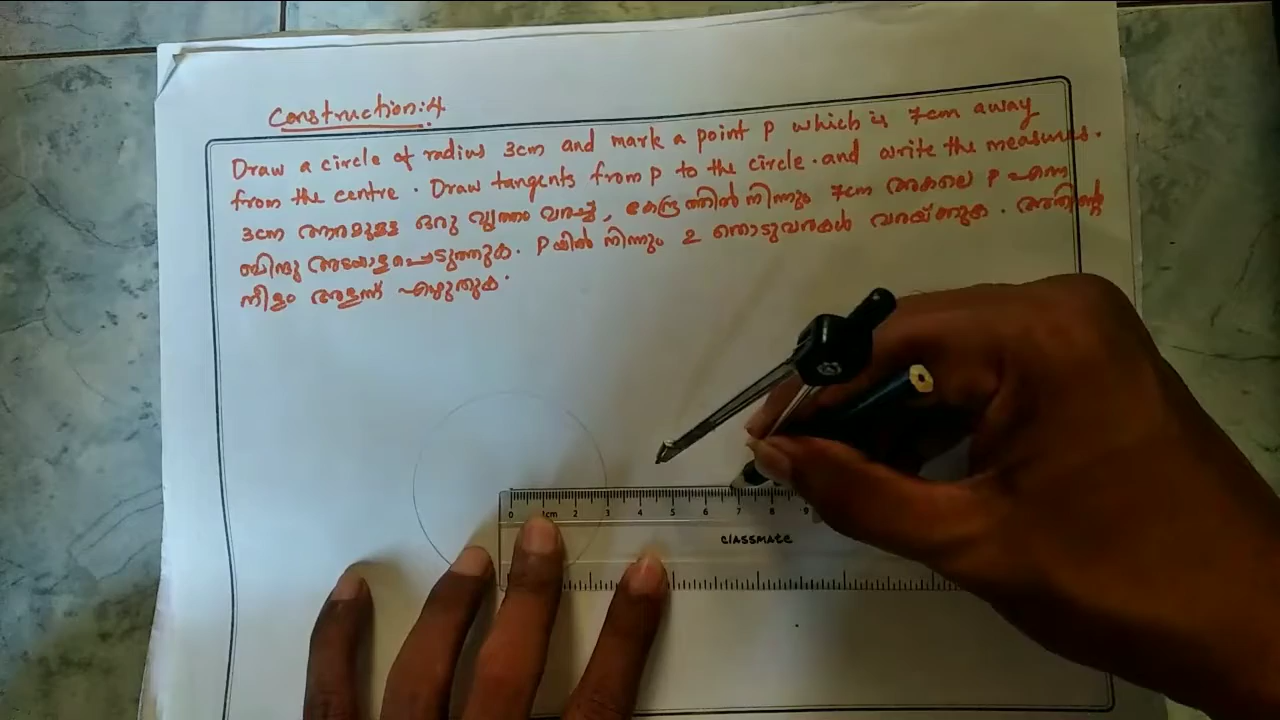 Construction:4.
Draw a circle of radius 3cm and mark a point P which is 7cm away
from the centre. Draw tangents from P to the circle. and write the measures.
3cm ആരമുള്ള ഒരു വൃത്തം വരച്ച്, കേന്ദ്രത്തിൽ നിന്നും 7cm അകലെ P എന്ന
ബിന്ദു അടയാളപ്പെടുത്തുക. P യിൽ നിന്നും 2 തൊടുവരകൾ വരയ്ക്കുക. അതിന്റെ
നീളം അളന്ന് എഴുതുക.
0 1cm 2 3 4 5 6 7 8 9
CLASSMATE